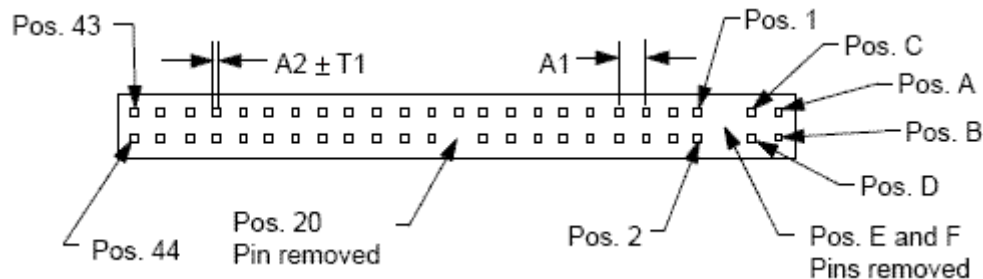 Pos. 43
A2 ± T1
A1
Pos. 1
Pos. C
Pos. A
Pos. B
Pos. D
Pos. 44
Pos. 20
Pin removed
Pos. 2
Pos. E and F
Pins removed